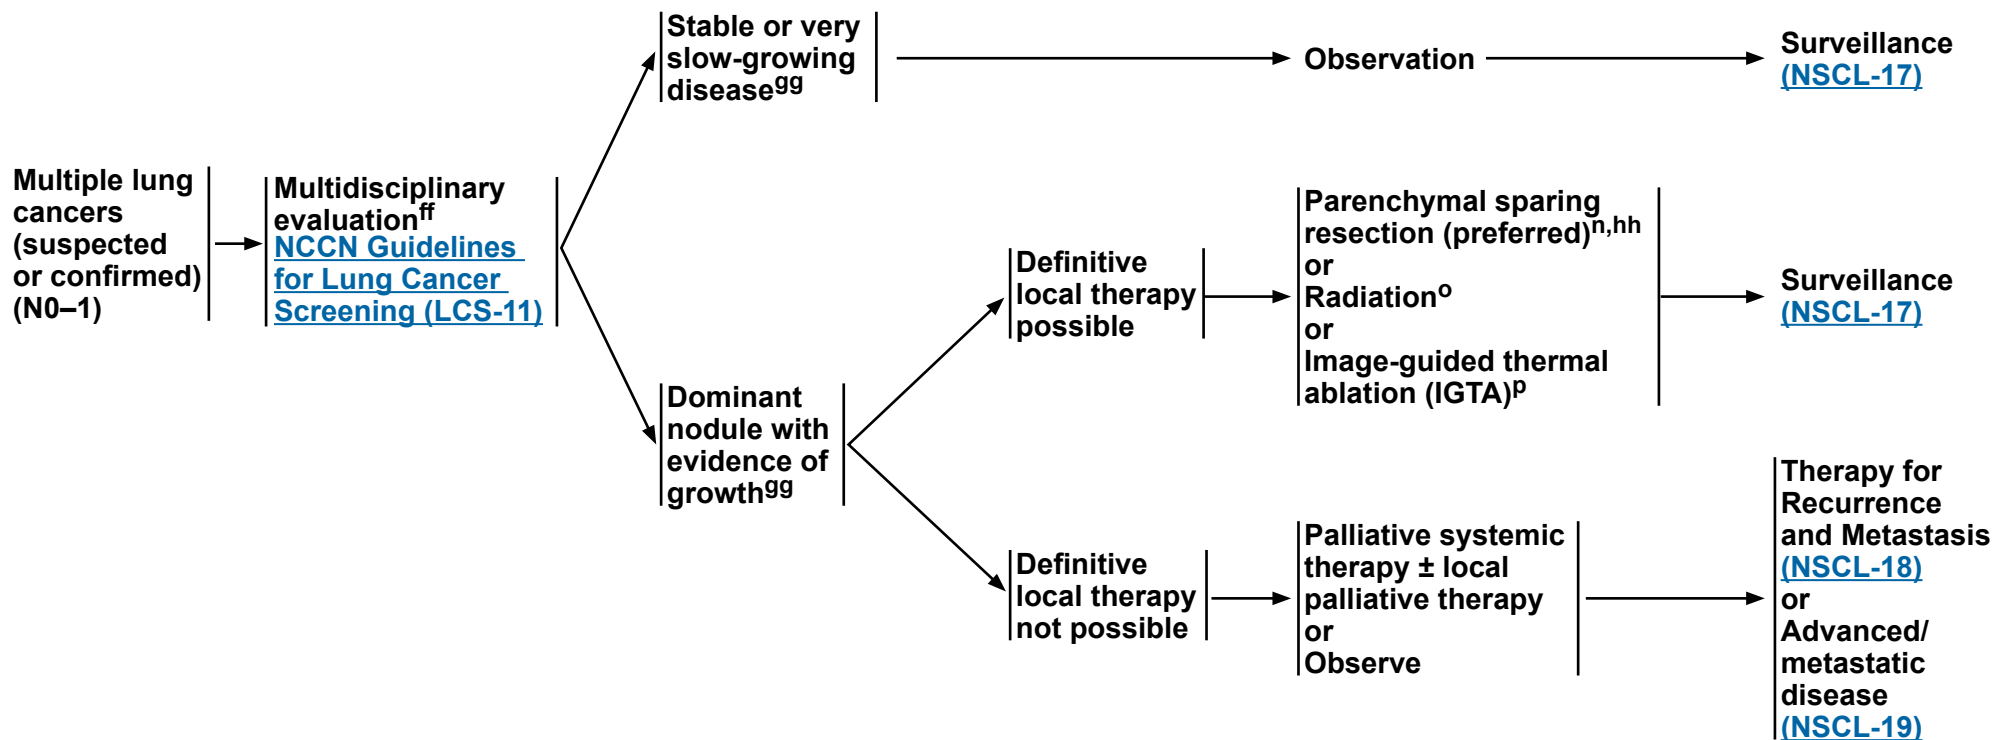 Multiple lung
cancers
(suspected
or confirmed)
(N0–1)
Multidisciplinary
evaluationff
NCCN Guidelines
for Lung Cancer
Screening (LCS-11)
Stable or very
slow-growing
diseasegg
Observation
Surveillance
(NSCL-17)
Dominant
nodule with
evidence of
growthgg
Definitive
local therapy
possible
Parenchymal sparing
resection (preferred)n,hh
or
Radiationo
or
Image-guided thermal
ablation (IGTA)p
Surveillance
(NSCL-17)
Definitive
local therapy
not possible
Palliative systemic
therapy ± local
palliative therapy
or
Observe
Therapy for
Recurrence
and Metastasis
(NSCL-18)
or
Advanced/
metastatic
disease
(NSCL-19)